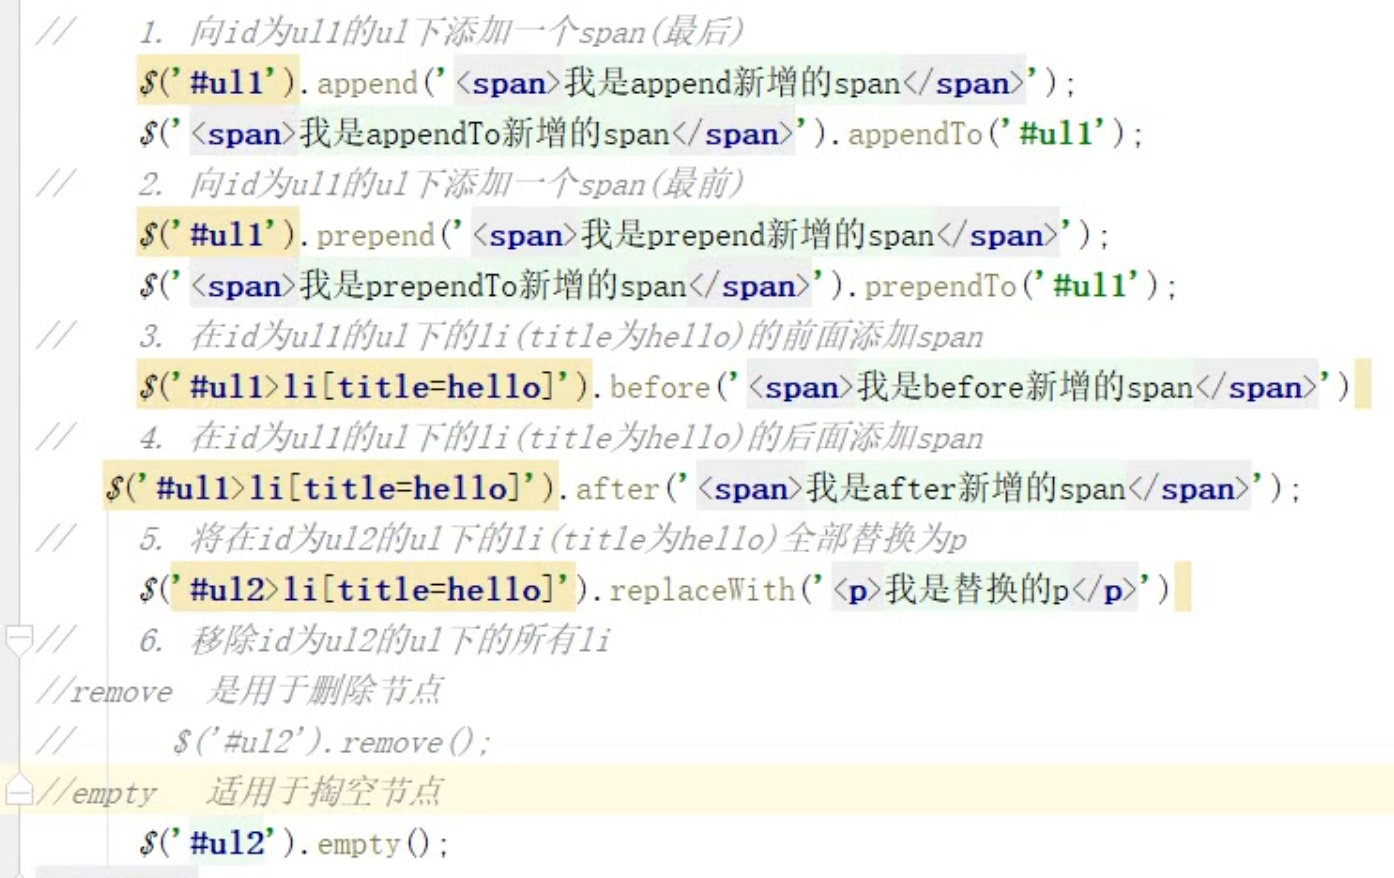 //    1. 向id为ul1的ul下添加一个span(最后)
$('#ul1').append('<span>我是append新增的span</span>');
$('<span>我是appendTo新增的span</span>').appendTo('#ul1');
//    2. 向id为ul1的ul下添加一个span(最前)
$('#ul1').prepend('<span>我是prepend新增的span</span>');
$('<span>我是prependTo新增的span</span>').prependTo('#ul1');
//    3. 在id为ul1的ul下的li(title为hello)的前面添加span
$('#ul1>li[title=hello]').before('<span>我是before新增的span</span>')
//    4. 在id为ul1的ul下的li(title为hello)的后面添加span
$('#ul1>li[title=hello]').after('<span>我是after新增的span</span>');
//    5. 将在id为ul2的ul下的li(title为hello)全部替换为p
$('#ul2>li[title=hello]').replaceWith('<p>我是替换的p</p>')
//    6. 移除id为ul2的ul下的所有li
//remove  是用于删除节点
//      $('#ul2').remove();
//empty   适用于掏空节点
$('#ul2').empty();